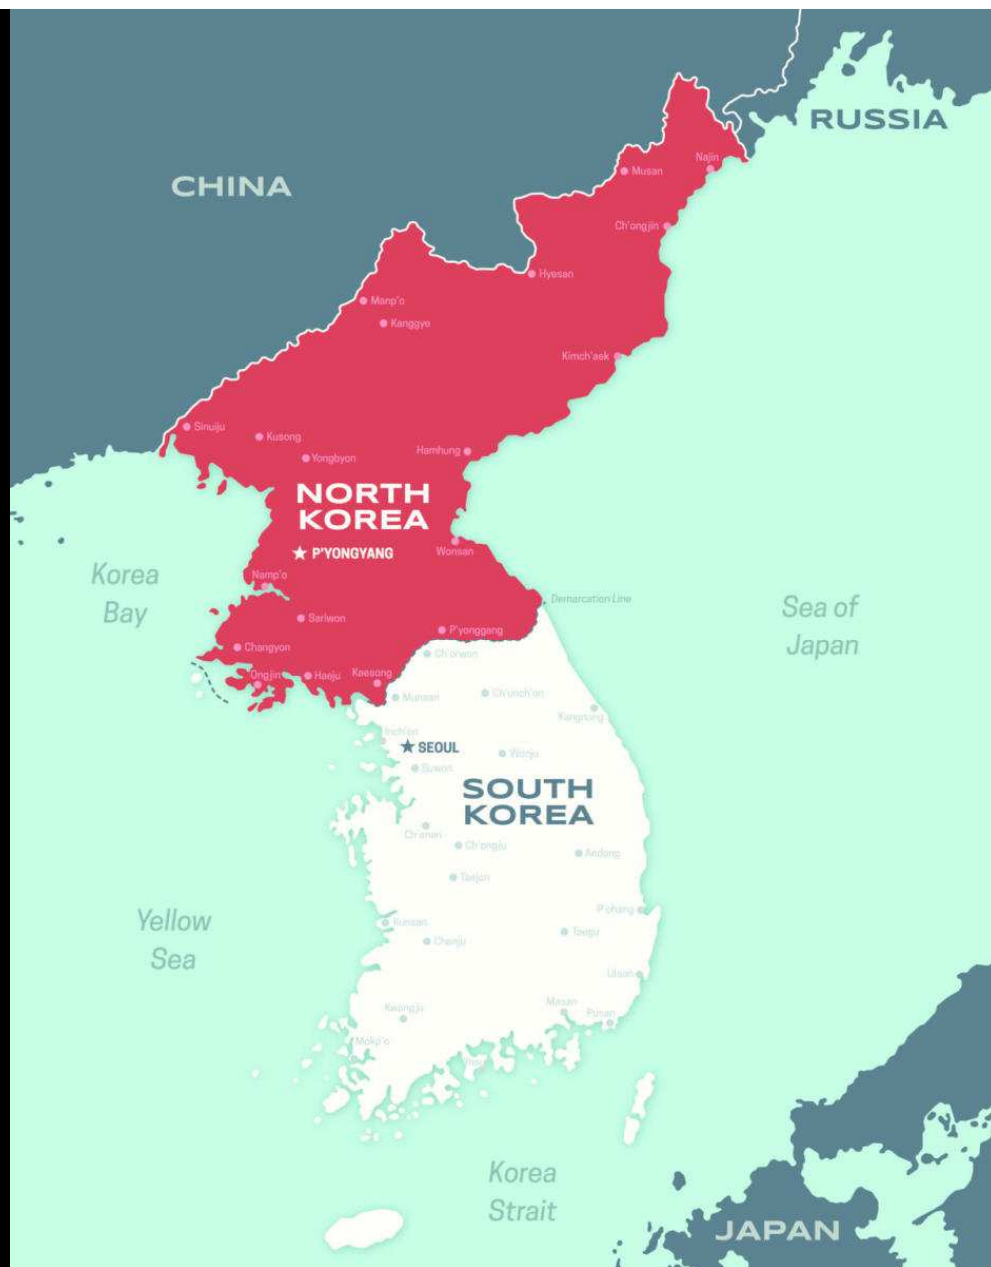 RUSSIA
CHINA
Najin
Musan
Ch'ongjin
Hyesan
Manp'o
Kanggye
Kimch'aek
Sinuiju
Kusong
Hamhung
Yongbyon
NORTH
KOREA
P'YONGYANG
Wonsan
Korea
Bay
Namp'o
Demarcation Line
Sea of
Japan
Sariwon
P'yonggang
Changyon
Ch'orwon
Ongjin
Haeju
Kaesong
Munsan
Ch'unch'on
Kangnung
Inch'on
SEOUL
Wonju
Suwon
SOUTH
KOREA
Ch'onan
Ch'ongju
Andong
Taejon
Yellow
Sea
P'ohang
Kunsan
Taegu
Chonju
Ulsan
Masan
Kwangju
Pusan
Mokp'o
Korea
Strait
JAPAN